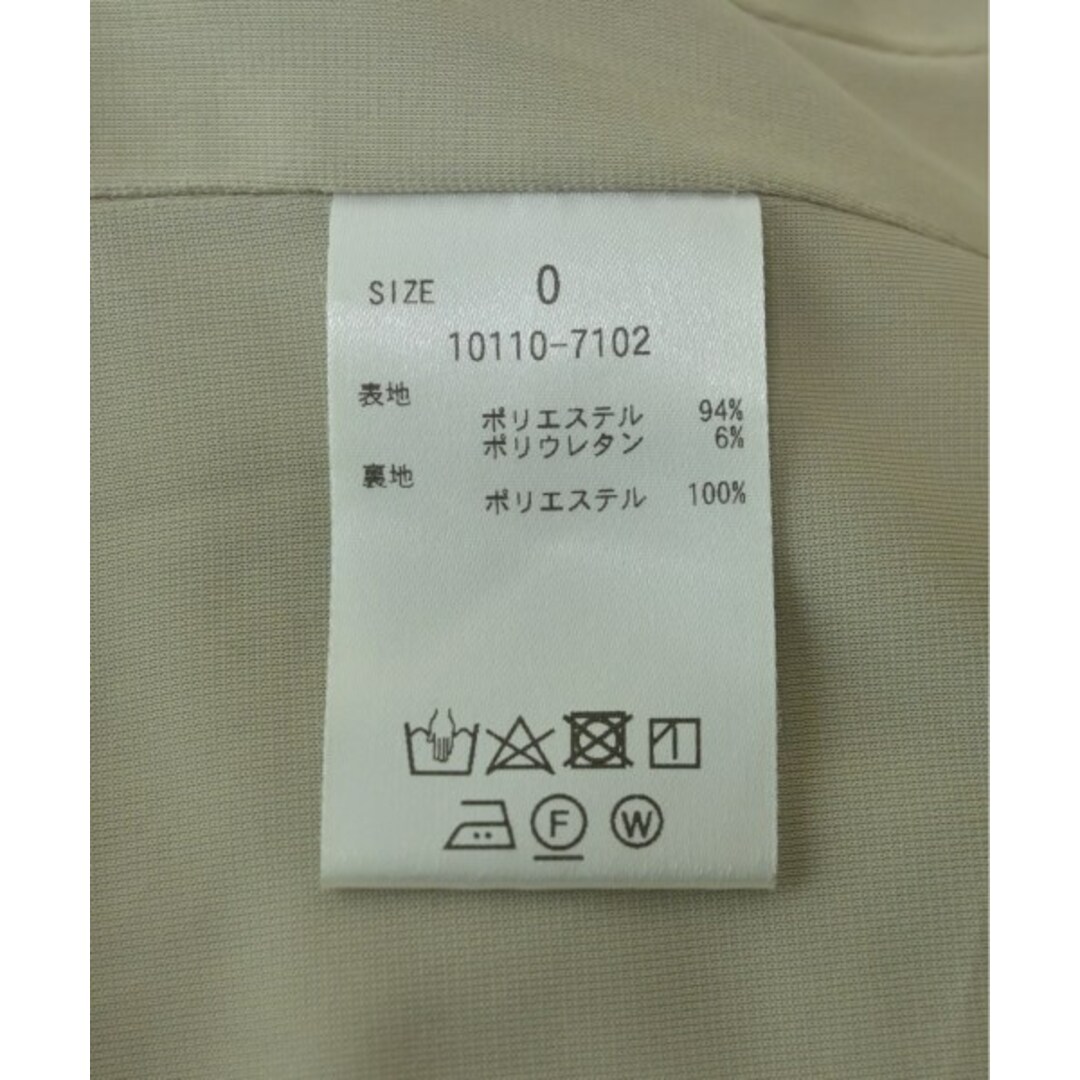 SIZE 0
10110-7102
表地
ポリエステル 94%
ポリウレタン 6%
裏地
ポリエステル 100%
F W